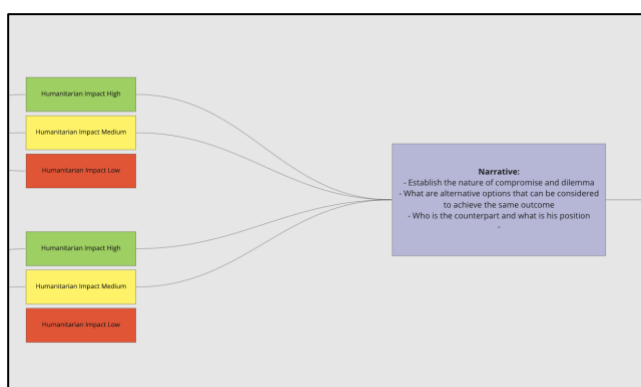 Humanitarian Impact High
Humanitarian Impact Medium
Humanitarian Impact Low
Humanitarian Impact High
Humanitarian Impact Medium
Humanitarian Impact Low
Narrative:
- Establish the nature of compromise and dilemma
- What are alternative options that can be considered
to achieve the same outcome
- Who is the counterpart and what is his position
-